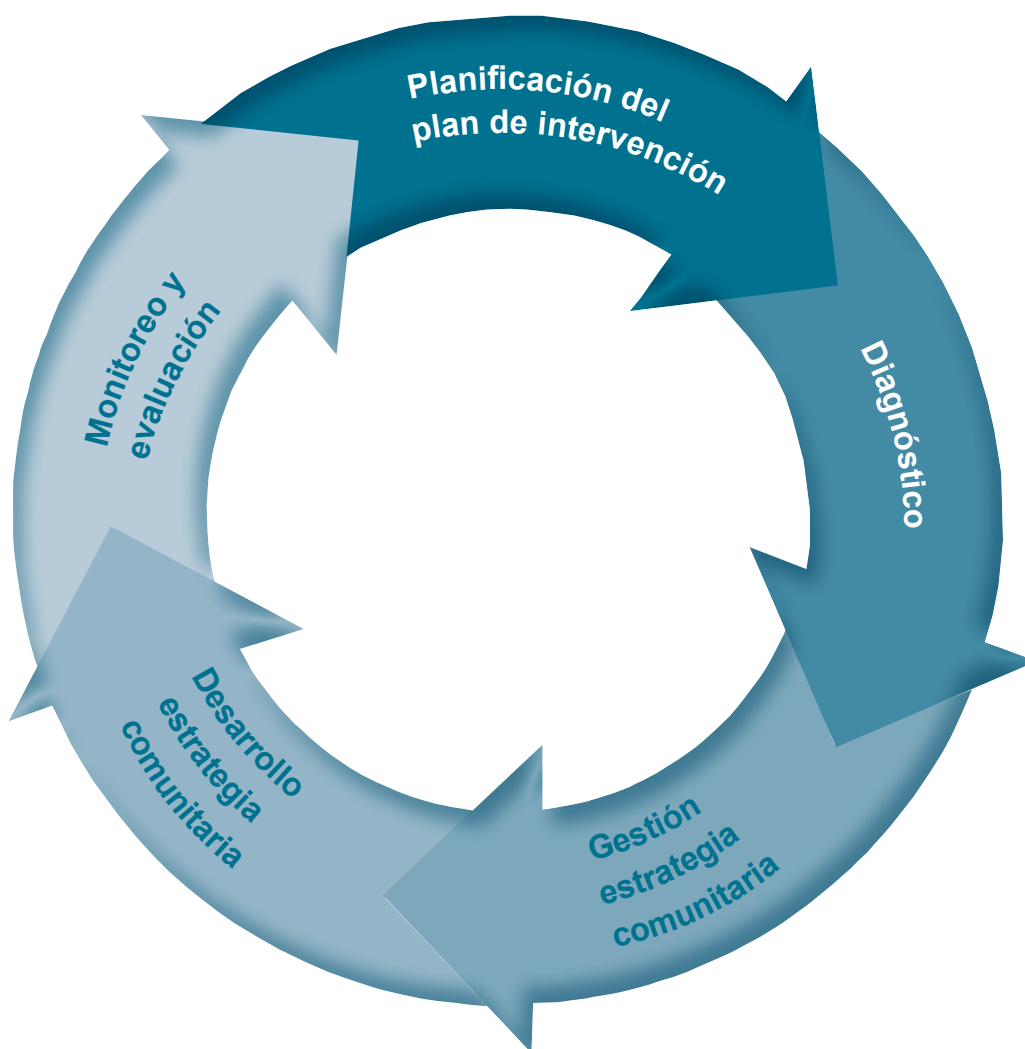 Planificación del
plan de intervención
Diagnóstico
Gestión
estrategia
comunitaria
Desarrollo
estrategia
comunitaria
Monitoreo y
evaluación